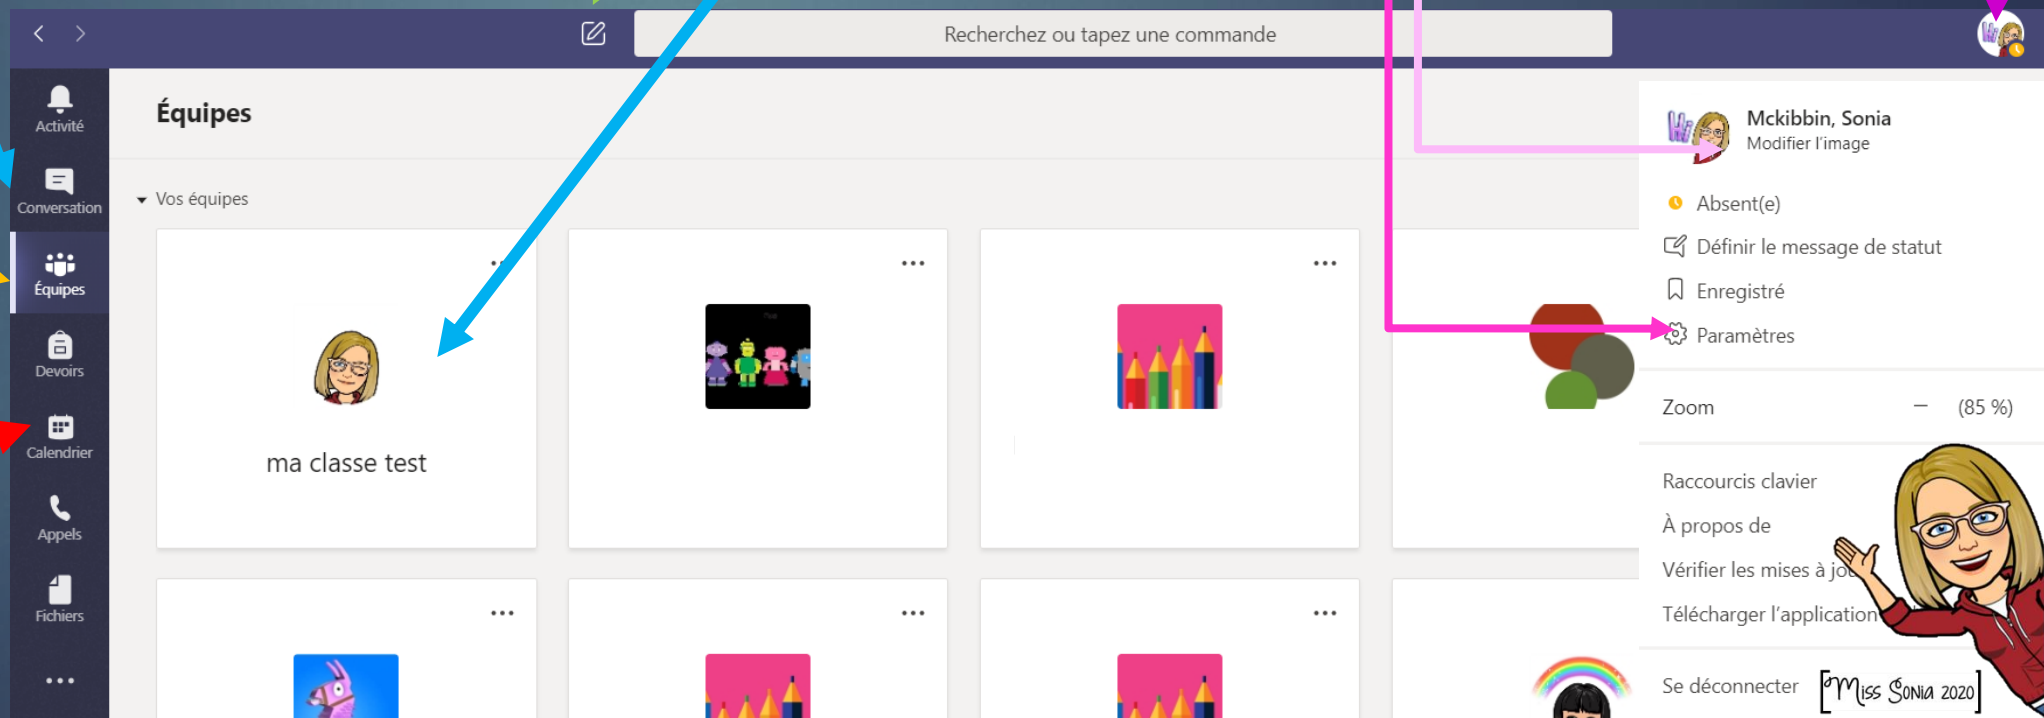 Recherchez ou tapez une commande
Activité
Conversation
Équipes
Devoirs
Calendrier
Appels
Fichiers
Équipes
Vos équipes
ma classe test
Mckibbin, Sonia
Modifier l'image
Absent(e)
Définir le message de statut
Enregistré
Paramètres
Zoom — (85 %)
Raccourcis clavier
À propos de
Vérifier les mises à
Télécharger l'application
Se déconnecter
[Miss Sonia 2020]